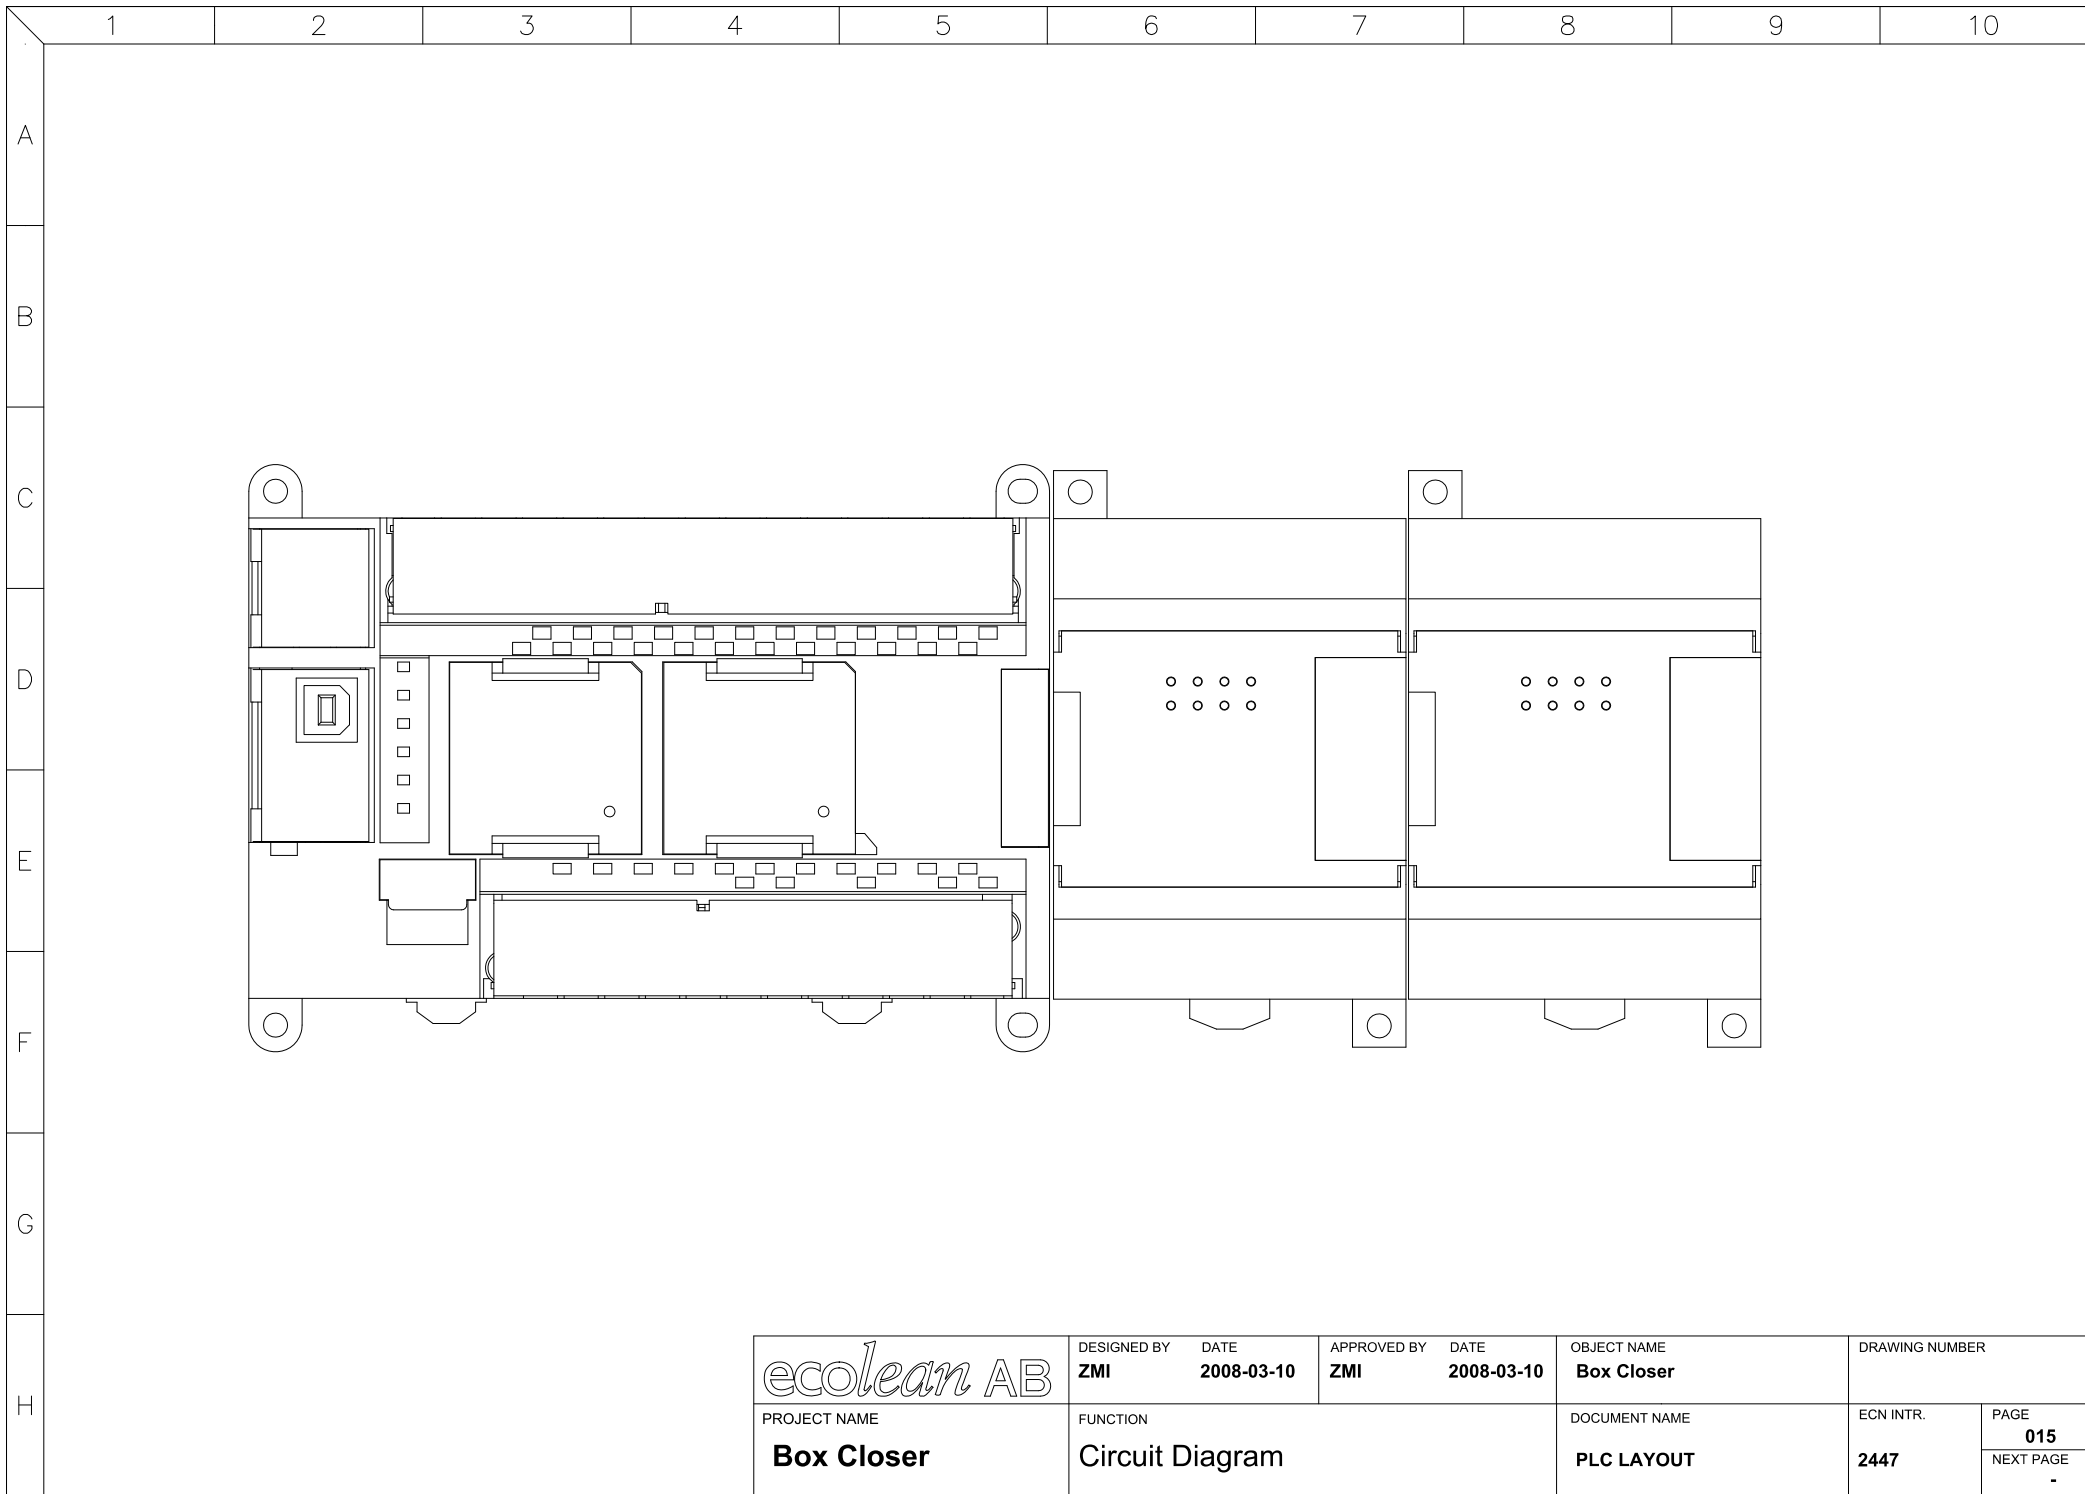 1 2 3 4 5 6 7 8 9 10
A
B
C
D
E
F
G
H
ecolean AB
DESIGNED BY DATE APPROVED BY DATE OBJECT NAME DRAWING NUMBER
ZMI 2008-03-10 ZMI 2008-03-10 Box Closer
PROJECT NAME FUNCTION DOCUMENT NAME ECN INTR. PAGE
015
Box Closer Circuit Diagram PLC LAYOUT 2447 NEXT PAGE
-